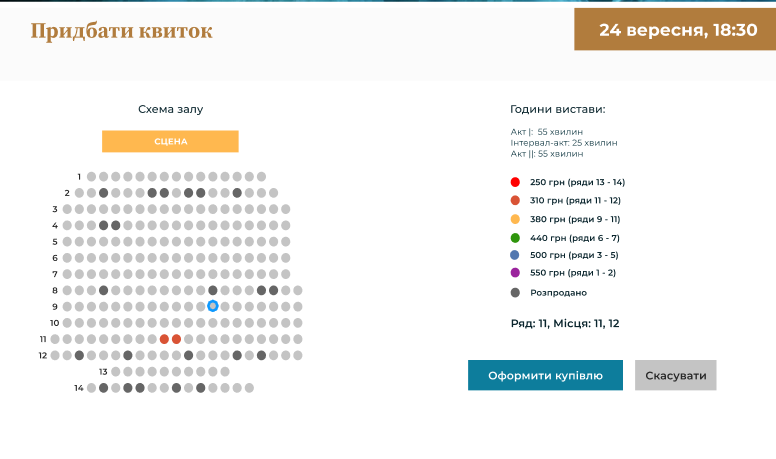 Придбати квиток
24 вересня, 18:30
Схема залу
СЦЕНА
1
2
3
4
5
6
7
8
9
10
11
12
13
14
Години вистави:
Акт |: 55 хвилин
Інтервал-акт: 25 хвилин
Акт ||: 55 хвилин
250 грн (ряди 13 - 14)
310 грн (ряди 11 - 12)
380 грн (ряди 9 - 11)
440 грн (ряди 6 - 7)
500 грн (ряди 3 - 5)
550 грн (ряди 1 - 2)
Розпродано
Ряд: 11, Місця: 11, 12
Оформити купівлю
Скасувати